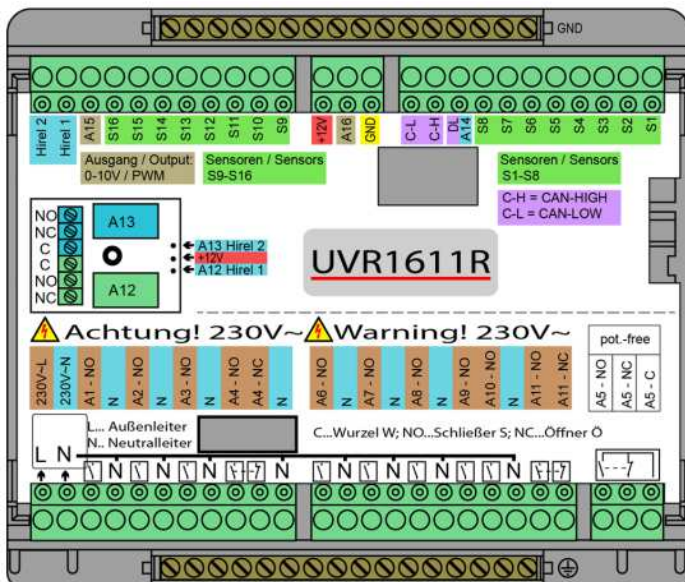 GND
Hirel 2 Hirel 1 A15 S16 S15 S14 S13 S12 S11 S10 S9 +12V A16 GND C-L C-H DL A14 S8 S7 S6 S5 S4 S3 S2 S1
Ausgang / Output:
0-10V / PWM
Sensoren / Sensors
S9-S16
Sensoren / Sensors
S1-S8
C-H = CAN-HIGH
C-L = CAN-LOW
NO
NC
C
C
NO
NC
A13
A12
A13 Hirel 2
+12V
A12 Hirel 1
UVR1611R
Achtung! 230V~
Warning! 230V~
pot.-free
230V~L 230V~N A1 - NO N A2 - NO N A3 - NO N A4 - NO A4 - NC N A6 - NO N A7 - NO N A8 - NO N A9 - NO A10 - NO N A11 - NO A11 - NC A5 - NO A5 - NC A5 - C
L... Außenleiter
N.. Neutralleiter
C...Wurzel W; NO...Schließer S; NC...Öffner Ö
L N N N N N N N N N